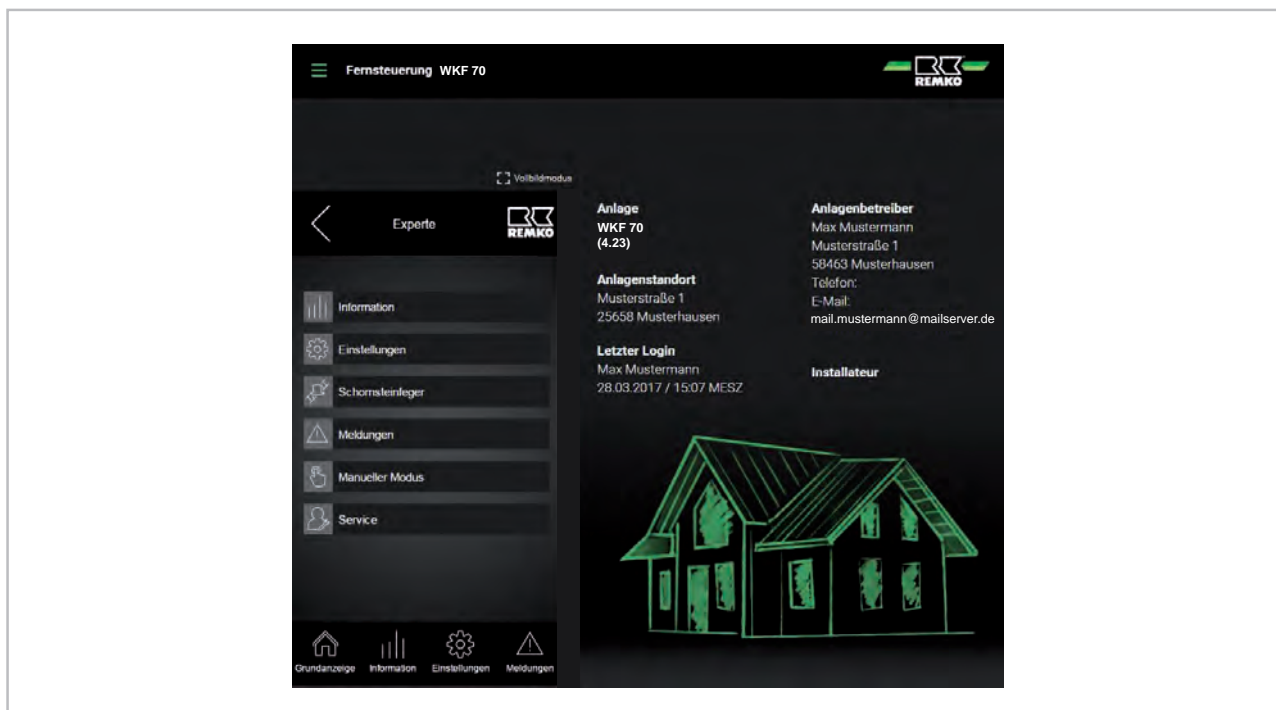 Fernsteuerung WKF 70
REMKO
Vollbildmodus
Experte
REMKO
Information
Einstellungen
Schornsteinfeger
Meldungen
Manueller Modus
Service
Grundanzeige Information Einstellungen Meldungen
Anlage
WKF 70
(4.23)
Anlagenstandort
Musterstraße 1
25658 Musterhausen
Letzter Login
Max Mustermann
28.03.2017 / 15:07 MESZ
Anlagenbetreiber
Max Mustermann
Musterstraße 1
58463 Musterhausen
Telefon:
E-Mail:
mail.mustermann@mailserver.de
Installateur